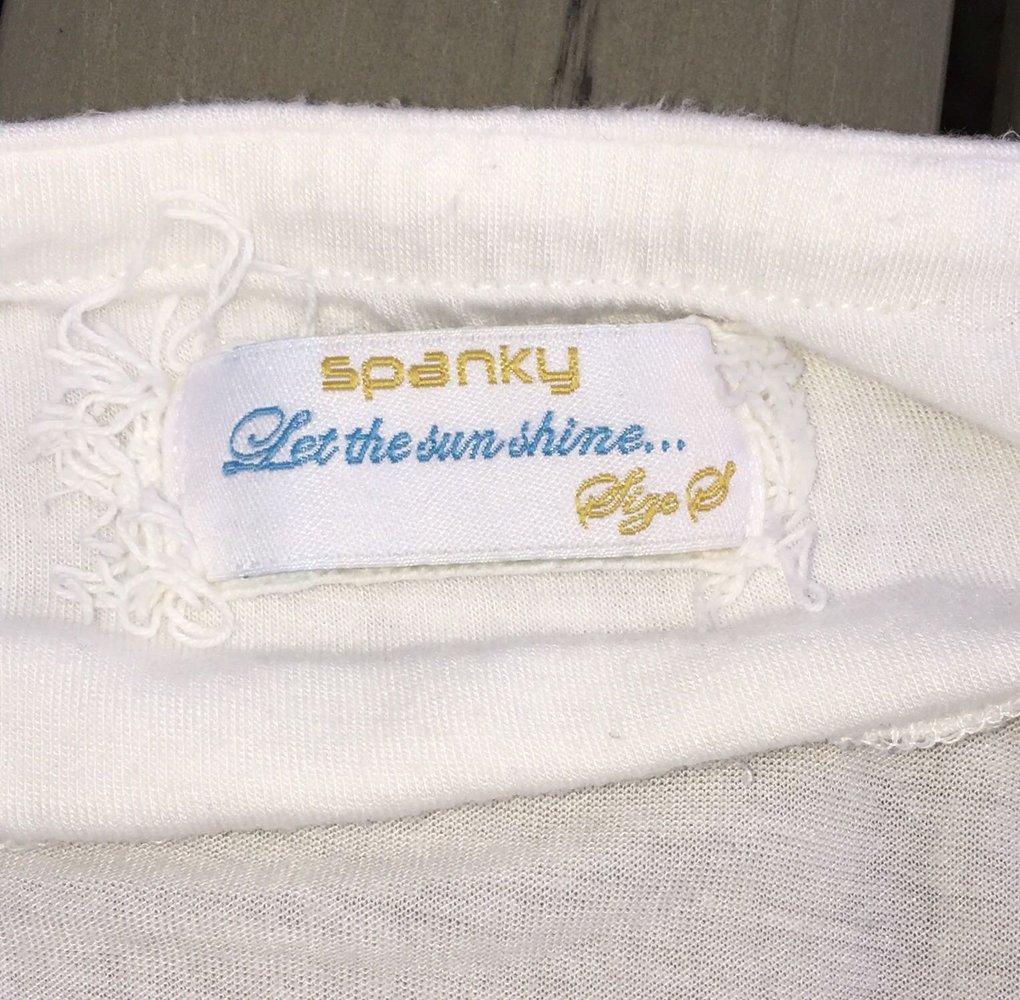 spanky
Let the sun shine...
Size S